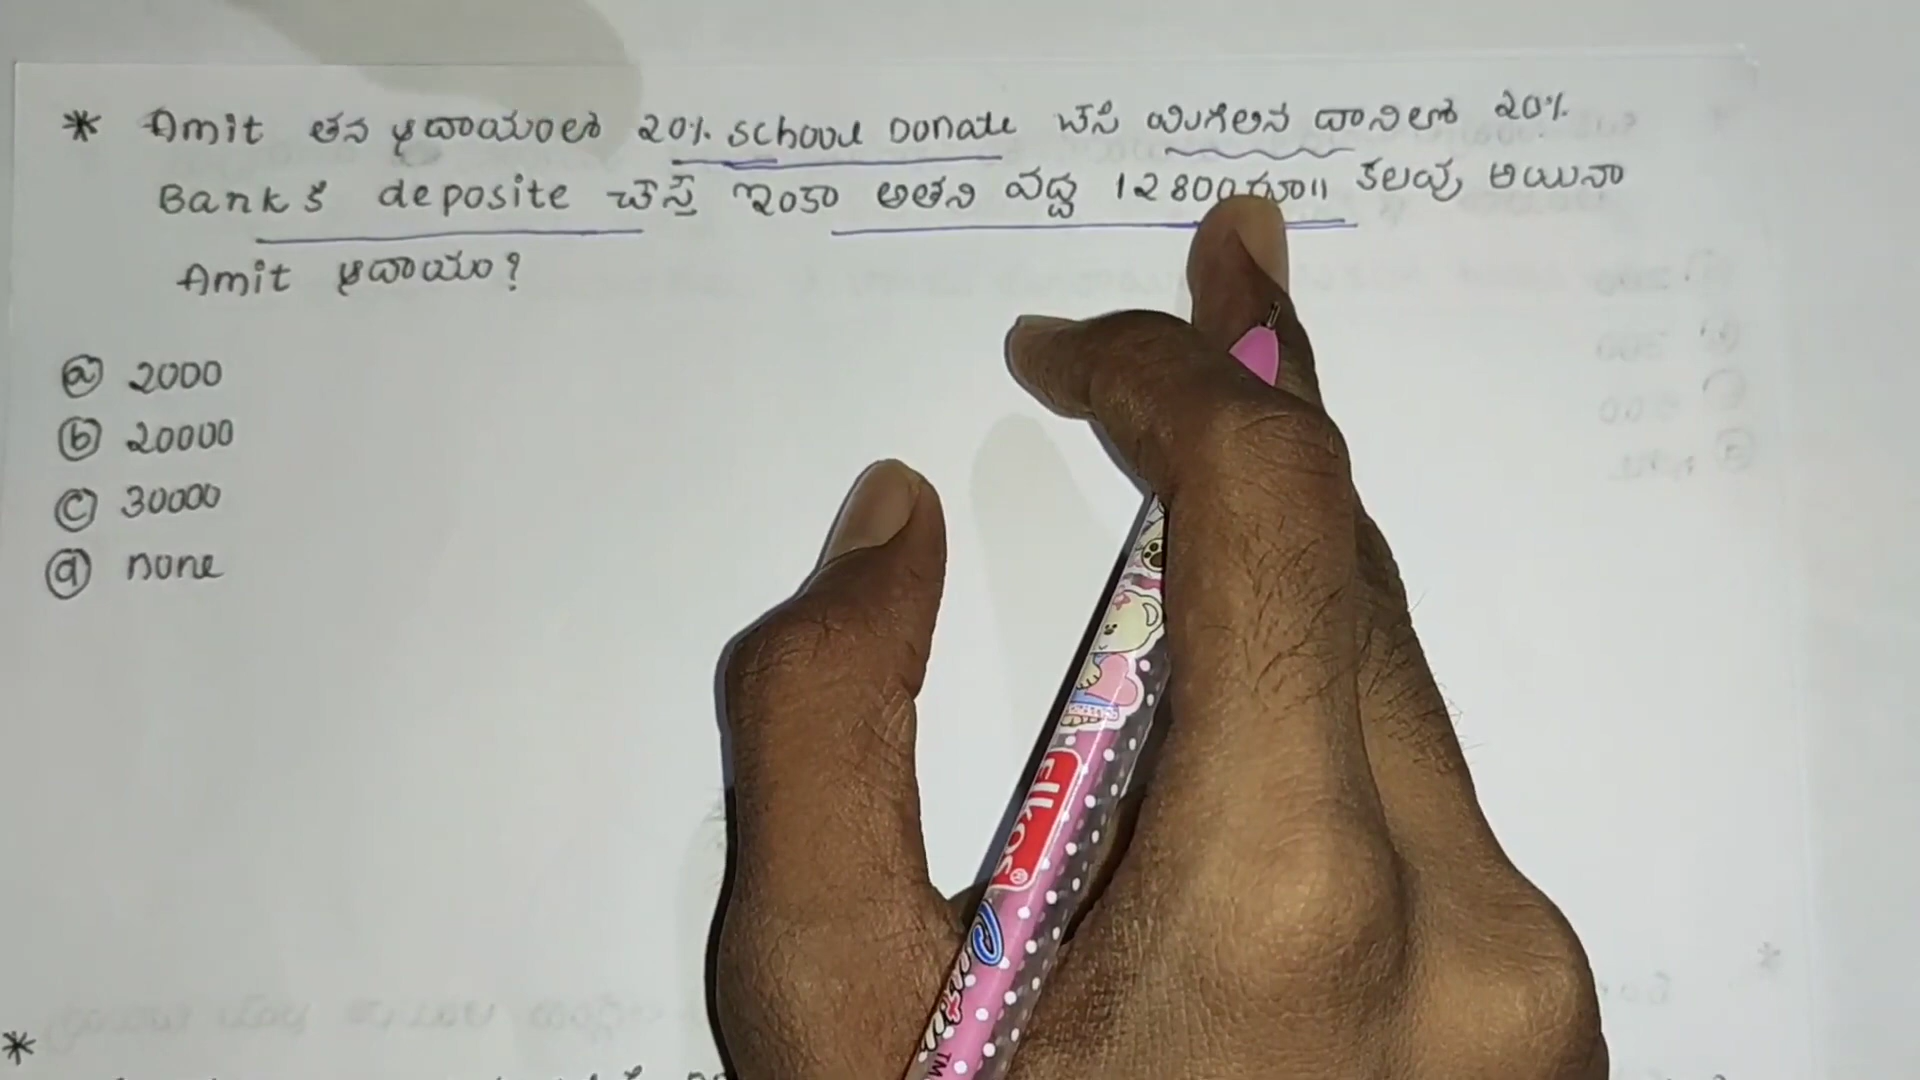 * Amit తన ఆదాయంలో 20% school Donate చేసి మిగిలిన దానిలో 20%
Bank కి deposite చేస్తే ఇంకా అతని వద్ద 12800రూ॥ కలవు అయినా
Amit ఆదాయం?
ⓐ 2000
ⓑ 20000
ⓒ 30000
ⓓ none
Elkos
*